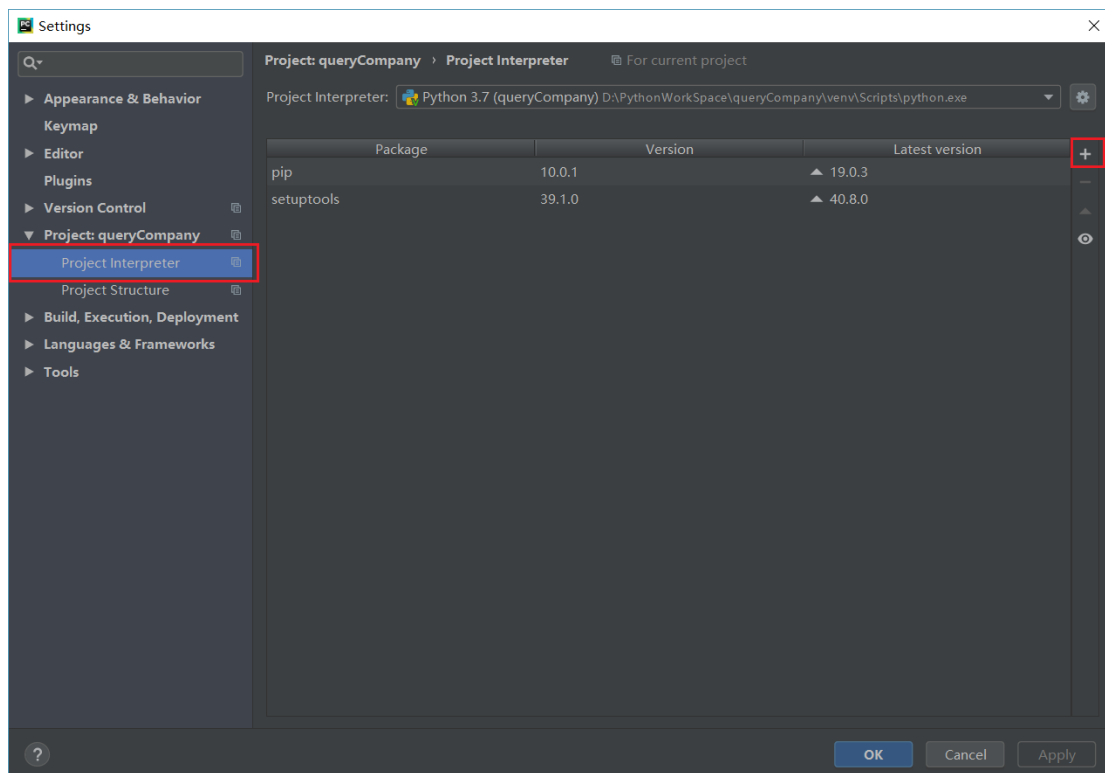 Settings
Project: queryCompany › Project Interpreter For current project
Appearance & Behavior
Keymap
Editor
Plugins
Version Control
Project: queryCompany
Project Interpreter
Project Structure
Build, Execution, Deployment
Languages & Frameworks
Tools
Project Interpreter: Python 3.7 (queryCompany) D:\PythonWorkSpace\queryCompany\venv\Scripts\python.exe
Package Version Latest version
pip 10.0.1 19.0.3
setuptools 39.1.0 40.8.0
? OK Cancel Apply